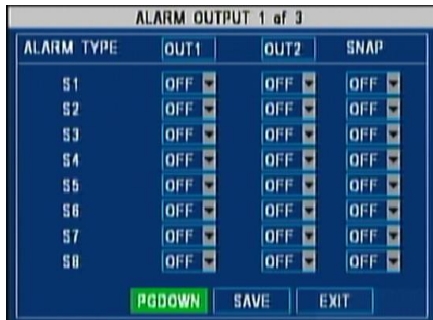 ALARM OUTPUT 1 of 3
ALARM TYPE OUT1 OUT2 SNAP
S1 OFF OFF OFF
S2 OFF OFF OFF
S3 OFF OFF OFF
S4 OFF OFF OFF
S5 OFF OFF OFF
S6 OFF OFF OFF
S7 OFF OFF OFF
S8 OFF OFF OFF
PGDOWN SAVE EXIT